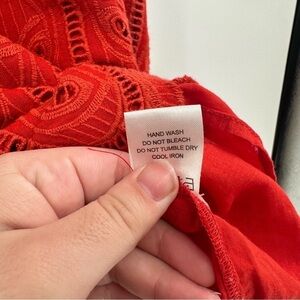 HAND WASH
DO NOT BLEACH
DO NOT TUMBLE DRY
COOL IRON